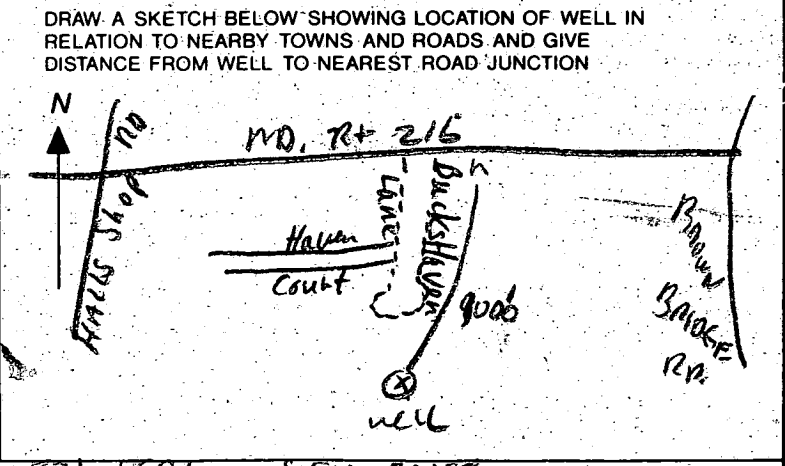 DRAW A SKETCH BELOW SHOWING LOCATION OF WELL IN
RELATION TO NEARBY TOWNS AND ROADS AND GIVE
DISTANCE FROM WELL TO NEAREST ROAD JUNCTION
N
HALLS Shop RD
MD. Rt 216
Lane
BucksHaven
Haven
Court
BROWN
BRIDGE
RD.
well